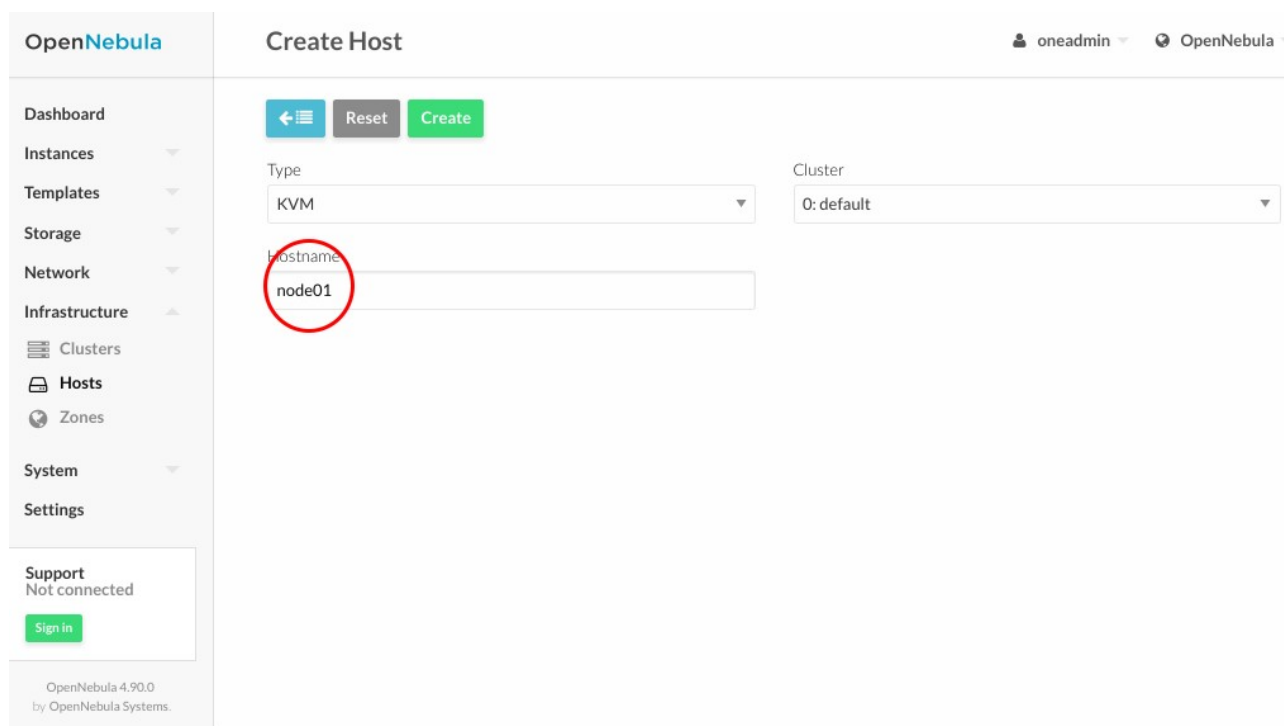 OpenNebula
Create Host
oneadmin
OpenNebula
Dashboard
Instances
Templates
Storage
Network
Infrastructure
Clusters
Hosts
Zones
System
Settings
Support
Not connected
Sign in
OpenNebula 4.90.0
by OpenNebula Systems.
Reset
Create
Type
KVM
Cluster
0: default
Hostname
node01